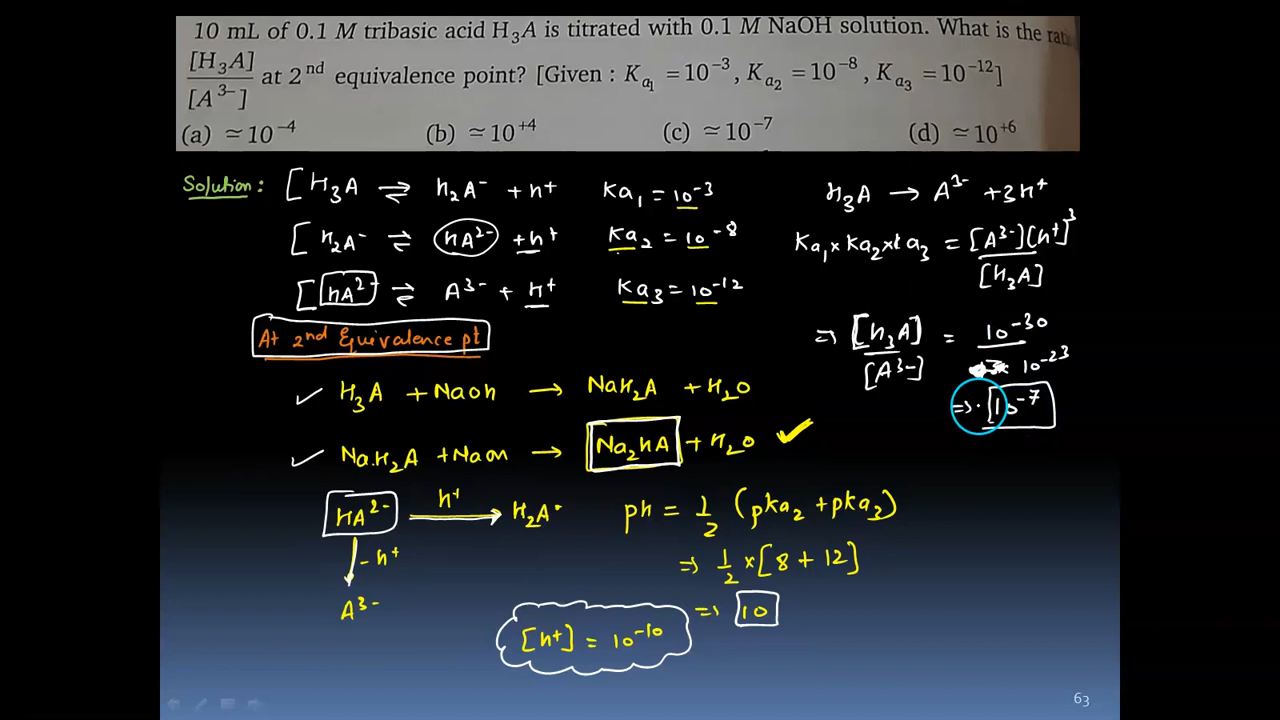 10 mL of 0.1 M tribasic acid H₃A is titrated with 0.1 M NaOH solution. What is the
[H₃A]/[A³⁻] at 2ⁿᵈ equivalence point? [Given : Kₐ₁ = 10⁻³, Kₐ₂ = 10⁻⁸, Kₐ₃ = 10⁻¹²]
(a) ≃ 10⁻⁴ (b) ≃ 10⁺⁴ (c) ≃ 10⁻⁷ (d) ≃ 10⁺⁶
Solution: [ H₃A ⇌ H₂A⁻ + H⁺ Ka₁ = 10⁻³
[ H₂A⁻ ⇌ HA²⁻ + H⁺ Ka₂ = 10⁻⁸
[ HA²⁻ ⇌ A³⁻ + H⁺ Ka₃ = 10⁻¹²
H₃A → A³⁻ + 3H⁺
Ka₁ × Ka₂ × Ka₃ = [A³⁻][H⁺]³
[H₃A]
⇒ [H₃A]/[A³⁻] = 10⁻³⁰
10⁻²³
⇒ 10⁻⁷
At 2nd Equivalence pt
✓ H₃A + NaOH → NaH₂A + H₂O
✓ Na.H₂A + NaOH → Na₂HA + H₂O ✓
HA²⁻ H⁺ → H₂A⁻
- H⁺
A³⁻
pH = 1/2 (pKa₂ + pKa₃)
⇒ 1/2 × [8 + 12]
⇒ 10
[H⁺] = 10⁻¹⁰
63